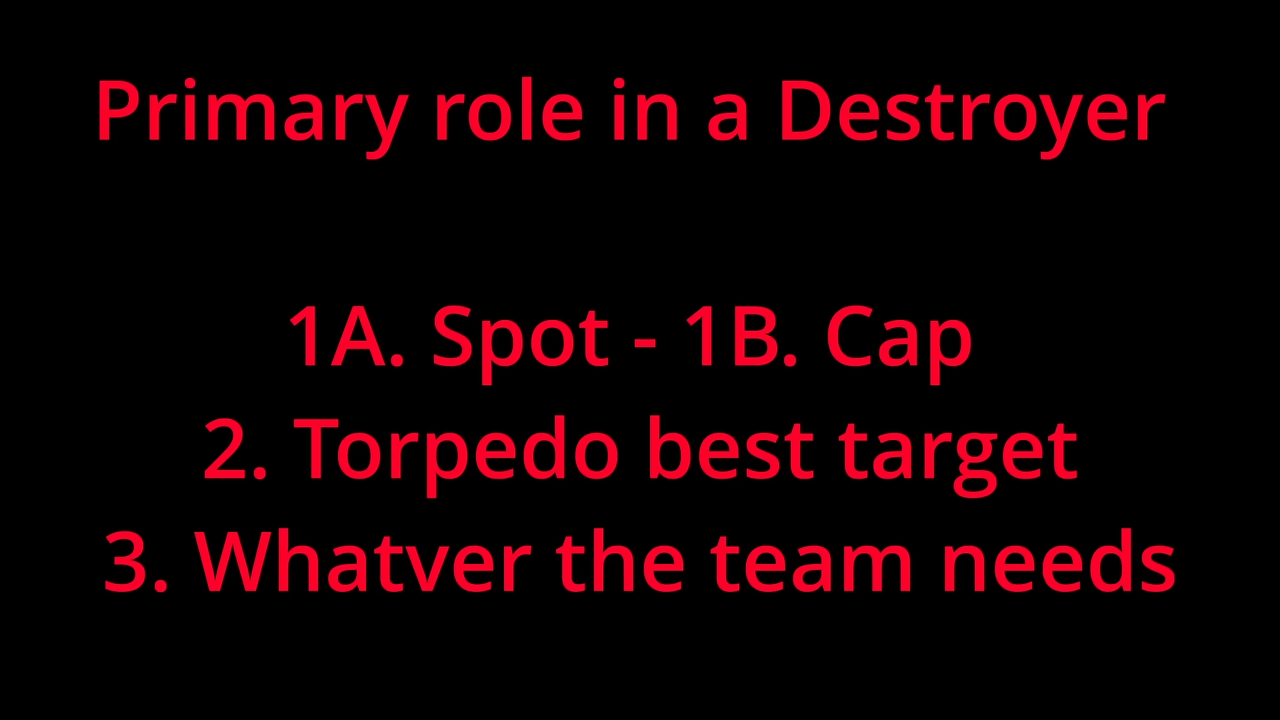 Primary role in a Destroyer
1A. Spot - 1B. Cap
2. Torpedo best target
3. Whatver the team needs